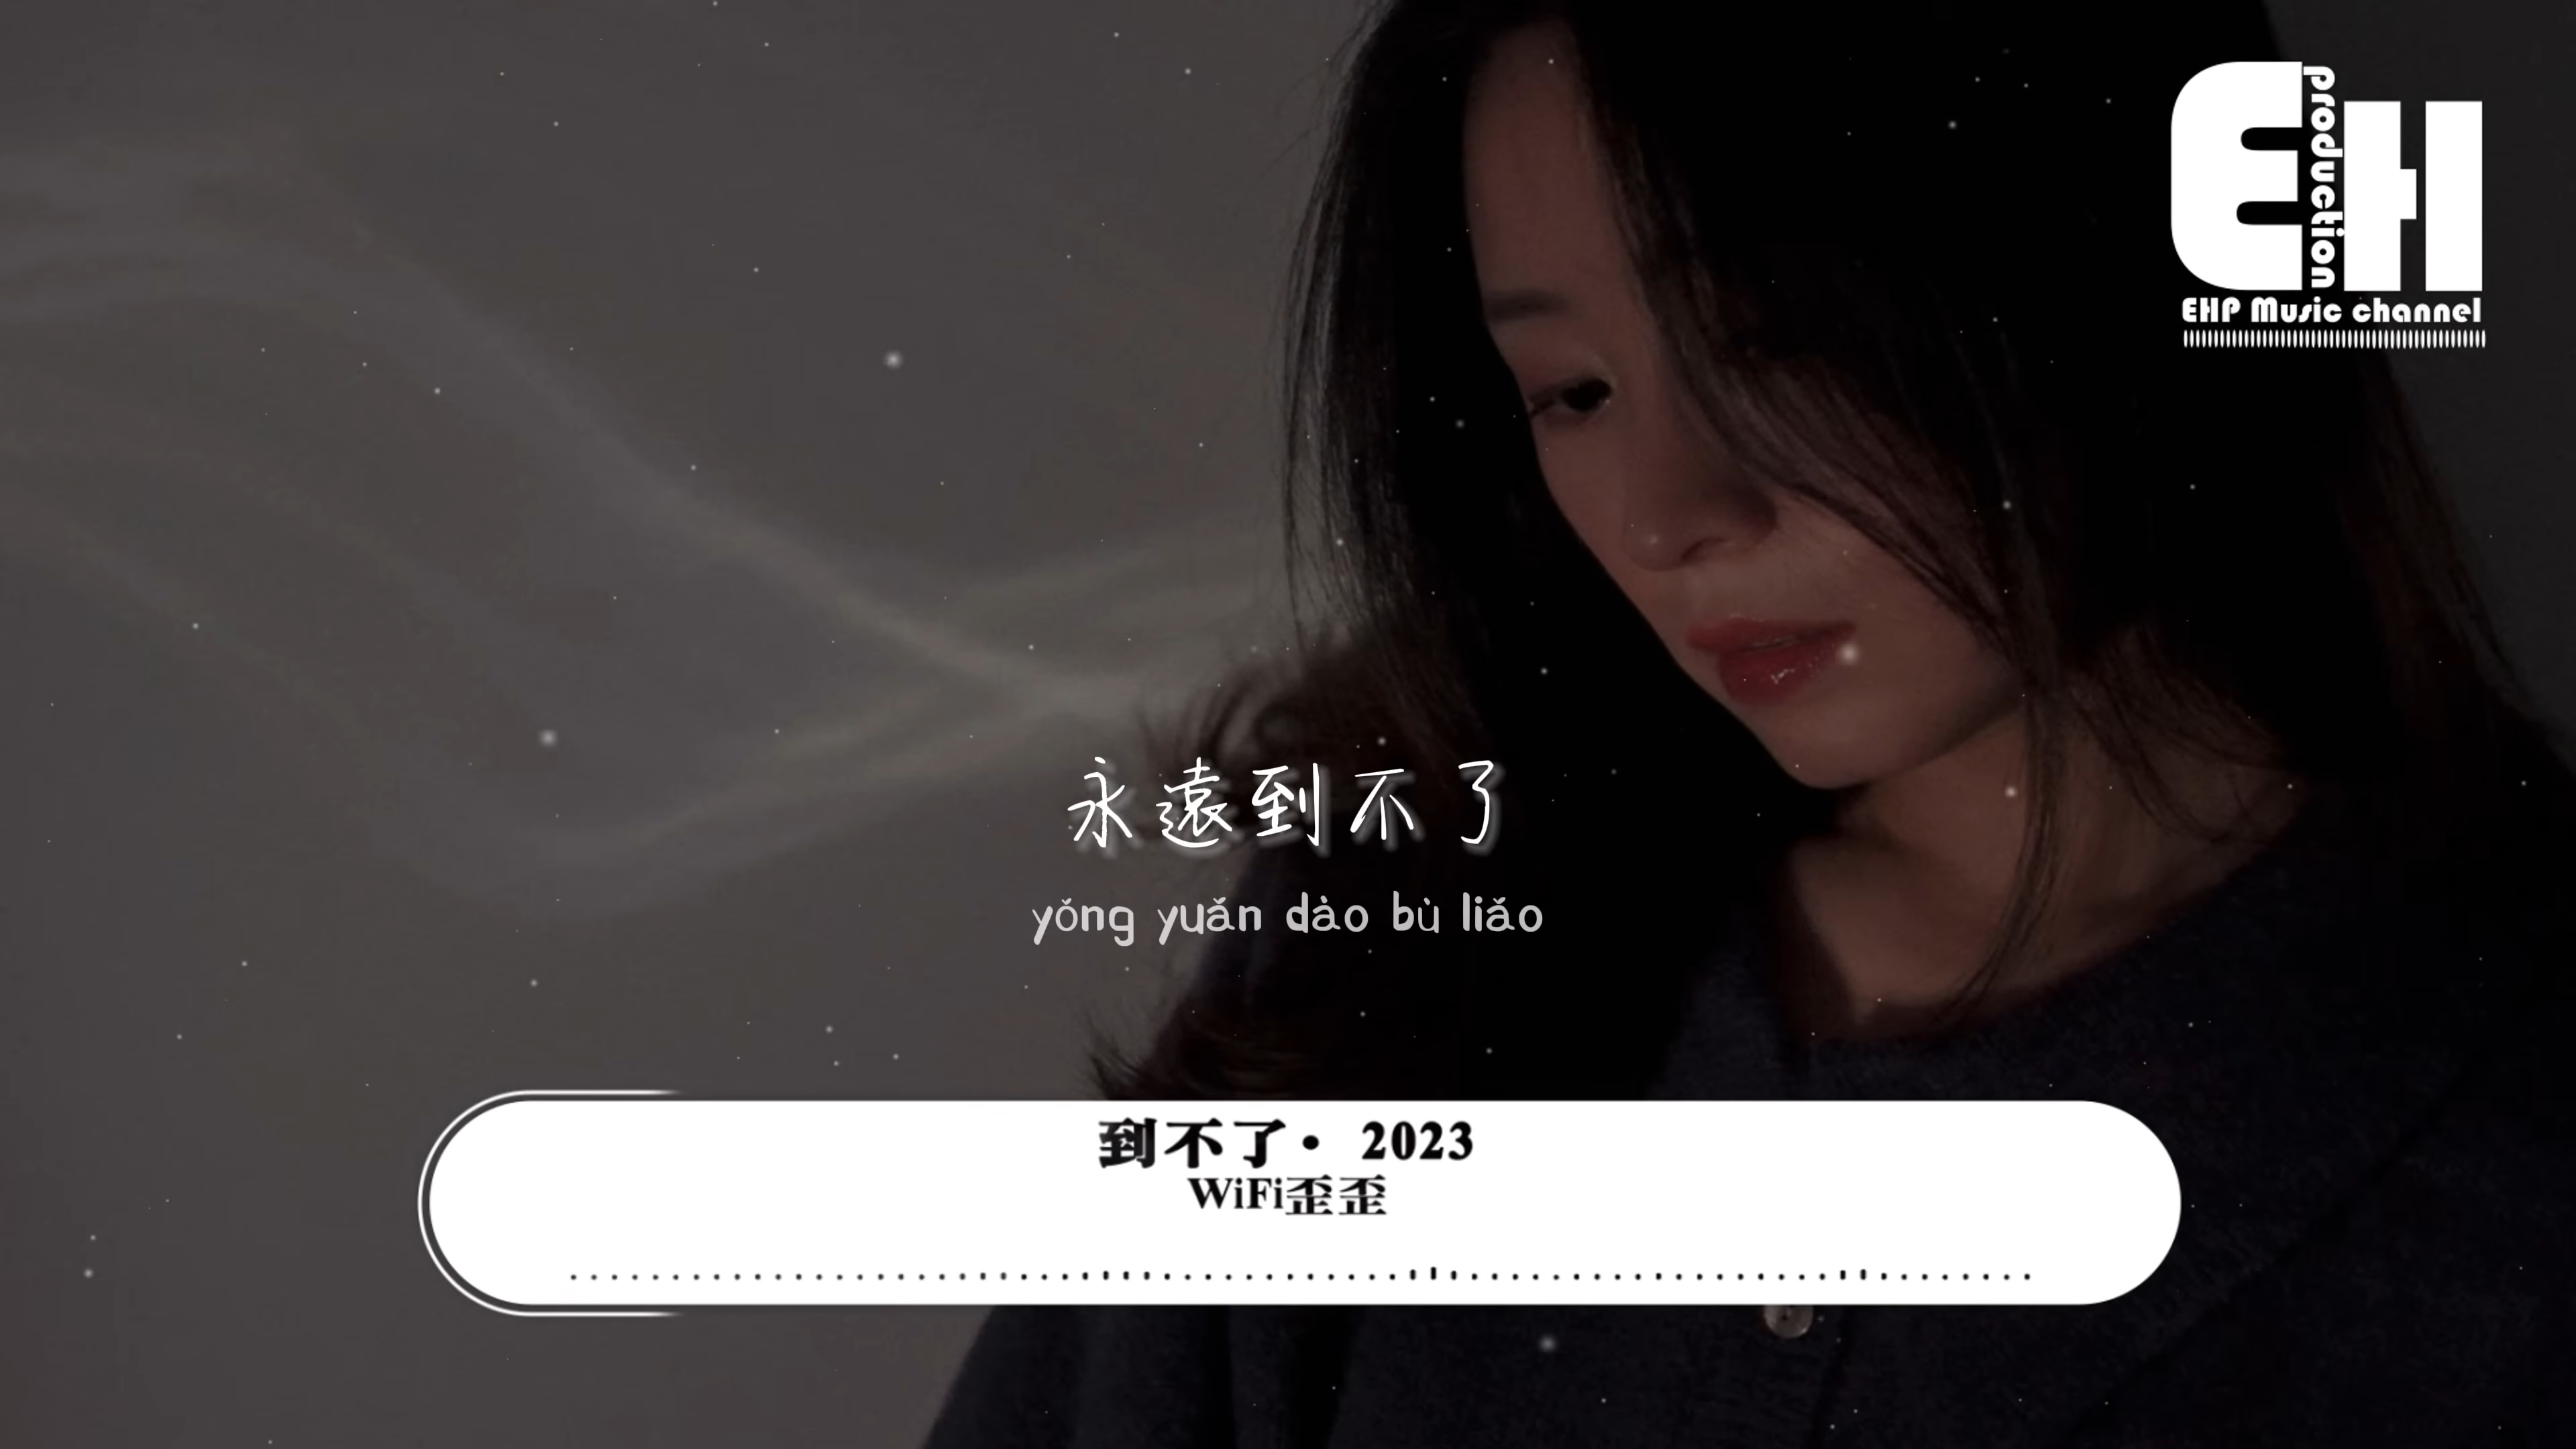 EH
production
EHP Music channel
永遠到不了
yǒng yuǎn dào bù liǎo
到不了• 2023
WiFi歪歪